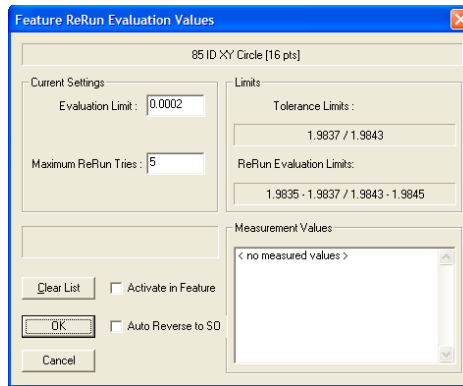 Feature ReRun Evaluation Values
85 ID XY Circle [16 pts]
Current Settings
Evaluation Limit : 0.0002
Maximum ReRun Tries : 5
Limits
Tolerance Limits :
1.9837 / 1.9843
ReRun Evaluation Limits:
1.9835 - 1.9837 / 1.9843 - 1.9845
Measurement Values
< no measured values >
Clear List
Activate in Feature
OK
Auto Reverse to SO
Cancel